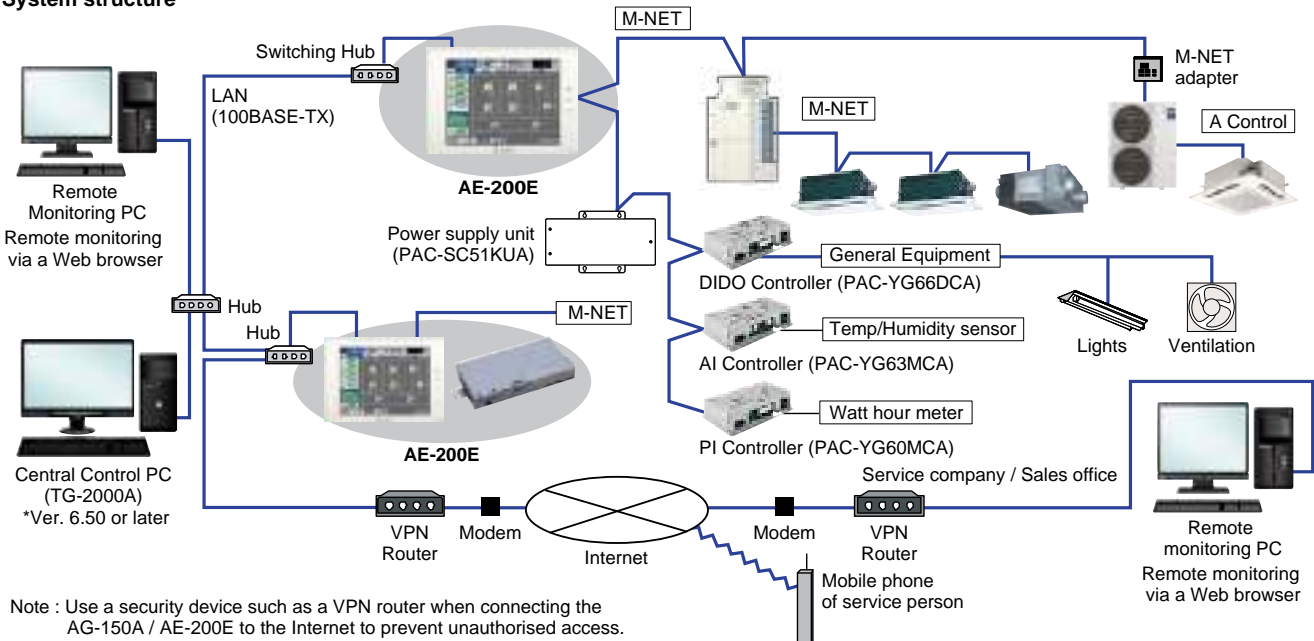 System structure
M-NET
Switching Hub
LAN
(100BASE-TX)
M-NET
adapter
M-NET
A Control
AE-200E
Remote
Monitoring PC
Remote monitoring
via a Web browser
Power supply unit
(PAC-SC51KUA)
General Equipment
DIDO Controller (PAC-YG66DCA)
Hub
Hub
M-NET
Temp/Humidity sensor
AI Controller (PAC-YG63MCA)
Lights
Ventilation
Watt hour meter
PI Controller (PAC-YG60MCA)
AE-200E
Central Control PC
(TG-2000A)
*Ver. 6.50 or later
Service company / Sales office
VPN
Router
Modem
Internet
Modem
VPN
Router
Remote
monitoring PC
Remote monitoring
via a Web browser
Mobile phone
of service person
Note : Use a security device such as a VPN router when connecting the
AG-150A / AE-200E to the Internet to prevent unauthorised access.